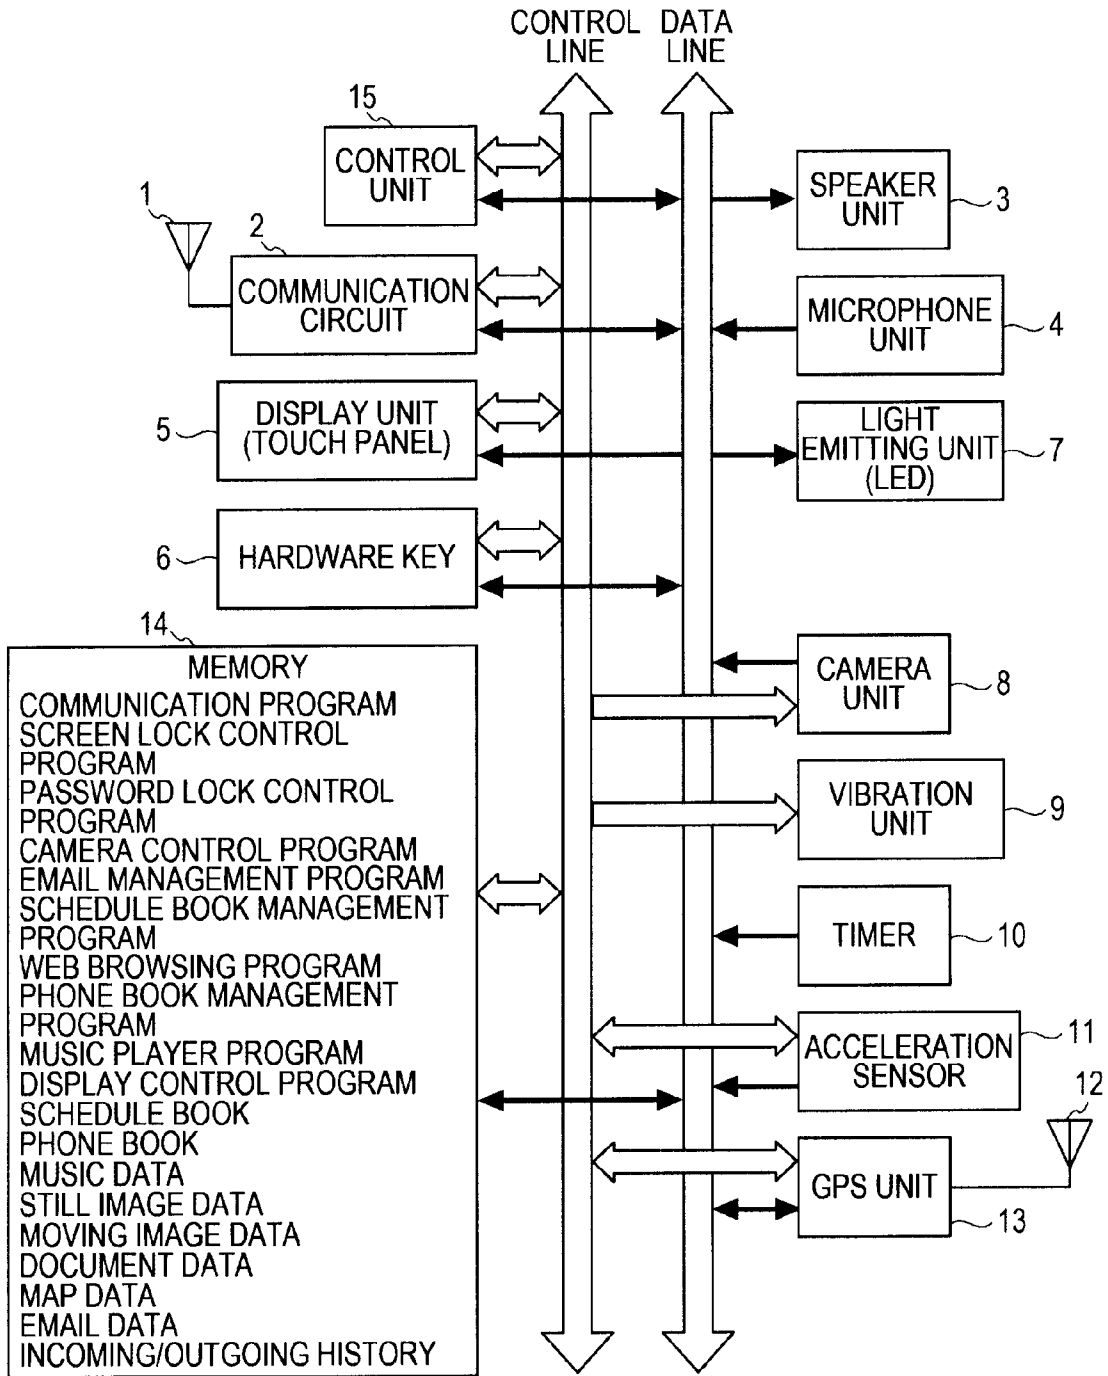 CONTROL LINE
DATA LINE
15
CONTROL
UNIT
1
2
COMMUNICATION
CIRCUIT
5
DISPLAY UNIT
(TOUCH PANEL)
6
HARDWARE KEY
14
MEMORY
COMMUNICATION PROGRAM
SCREEN LOCK CONTROL
PROGRAM
PASSWORD LOCK CONTROL
PROGRAM
CAMERA CONTROL PROGRAM
EMAIL MANAGEMENT PROGRAM
SCHEDULE BOOK MANAGEMENT
PROGRAM
WEB BROWSING PROGRAM
PHONE BOOK MANAGEMENT
PROGRAM
MUSIC PLAYER PROGRAM
DISPLAY CONTROL PROGRAM
SCHEDULE BOOK
PHONE BOOK
MUSIC DATA
STILL IMAGE DATA
MOVING IMAGE DATA
DOCUMENT DATA
MAP DATA
EMAIL DATA
INCOMING/OUTGOING HISTORY
SPEAKER
UNIT
3
MICROPHONE
UNIT
4
LIGHT
EMITTING UNIT
(LED)
7
CAMERA
UNIT
8
VIBRATION
UNIT
9
TIMER
10
ACCELERATION
SENSOR
11
12
GPS UNIT
13